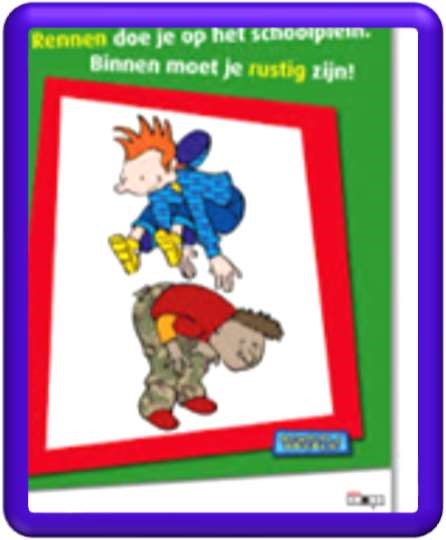 Rennen doe je op het schoolplein.
Binnen moet je rustig zijn!